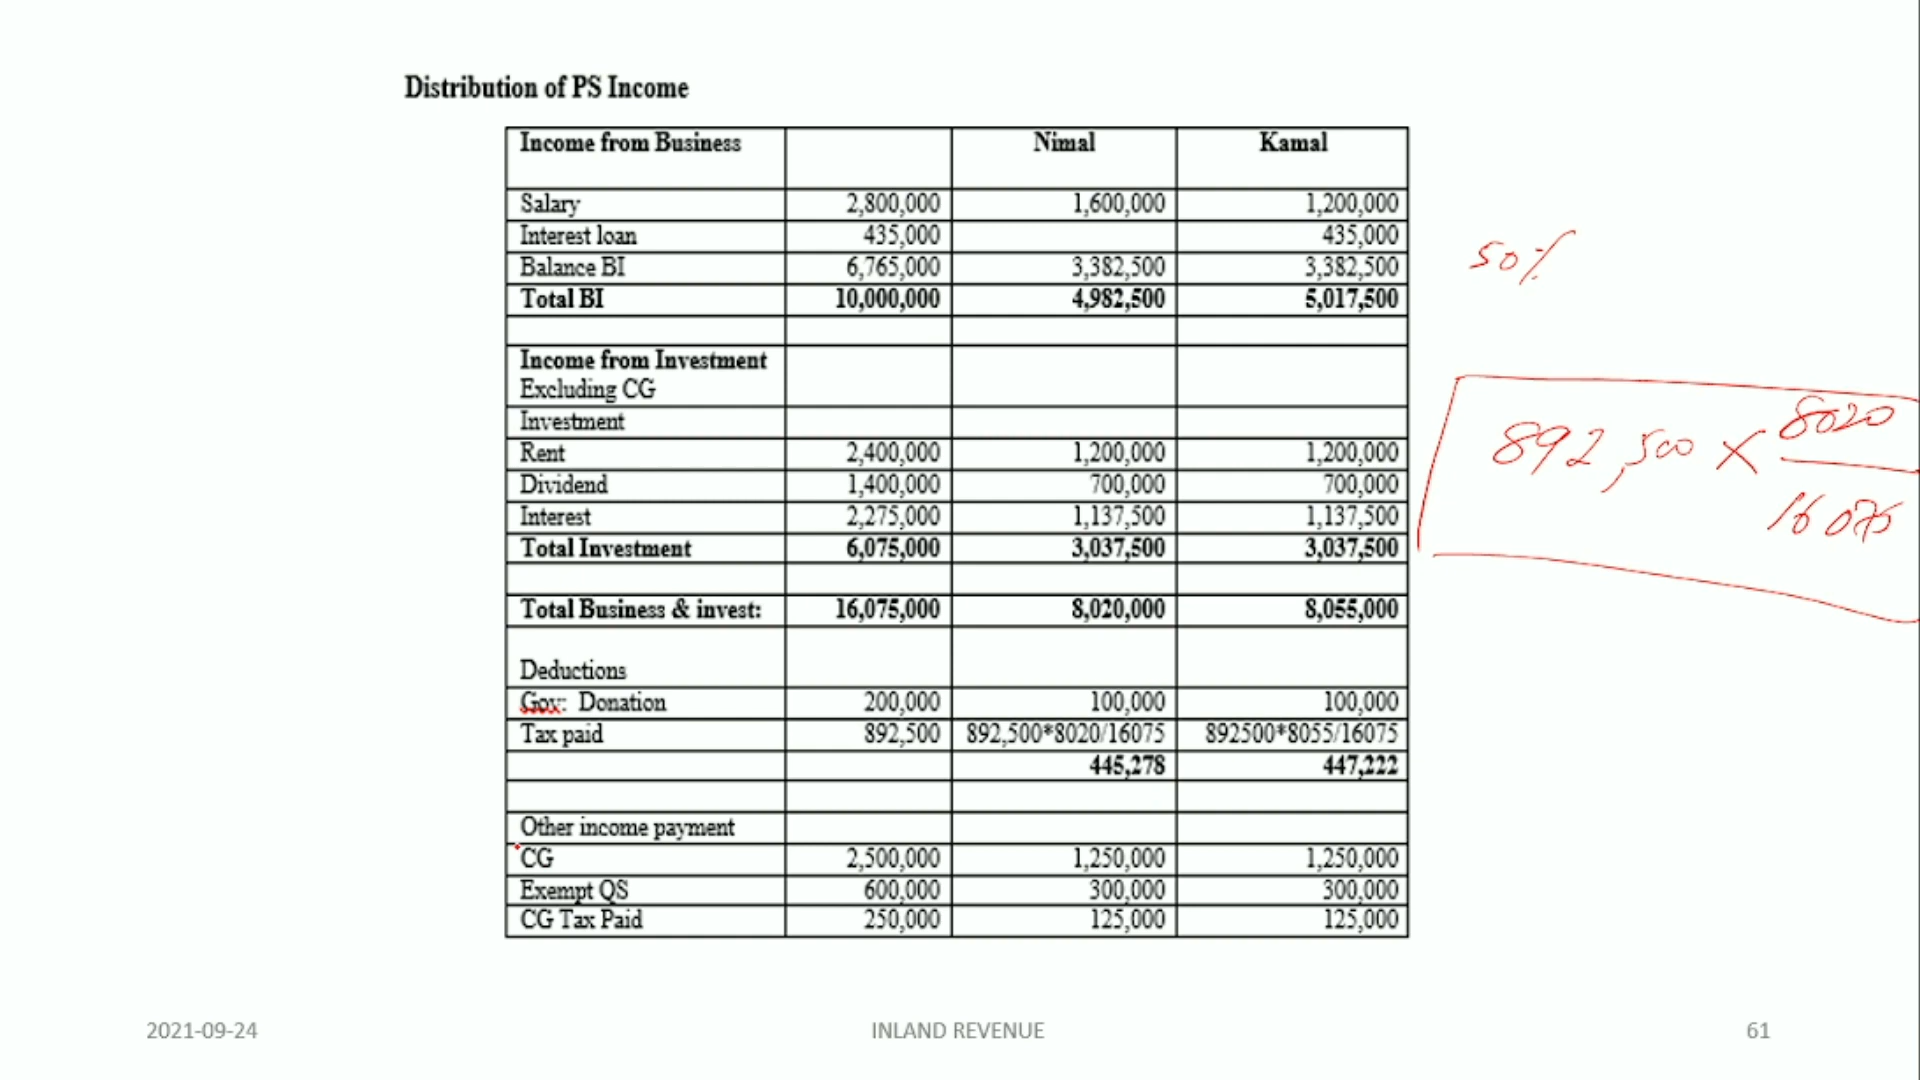 Distribution of PS Income
Income from Business Nimal Kamal
Salary 2,800,000 1,600,000 1,200,000
Interest loan 435,000 435,000
Balance BI 6,765,000 3,382,500 3,382,500
Total BI 10,000,000 4,982,500 5,017,500
Income from Investment
Excluding CG
Investment
Rent 2,400,000 1,200,000 1,200,000
Dividend 1,400,000 700,000 700,000
Interest 2,275,000 1,137,500 1,137,500
Total Investment 6,075,000 3,037,500 3,037,500
Total Business & invest: 16,075,000 8,020,000 8,055,000
Deductions
Gov: Donation 200,000 100,000 100,000
Tax paid 892,500 892,500*8020/16075 892500*8055/16075
445,278 447,222
Other income payment
CG 2,500,000 1,250,000 1,250,000
Exempt QS 600,000 300,000 300,000
CG Tax Paid 250,000 125,000 125,000
50%
892,500 × 8020
16075
2021-09-24 INLAND REVENUE 61